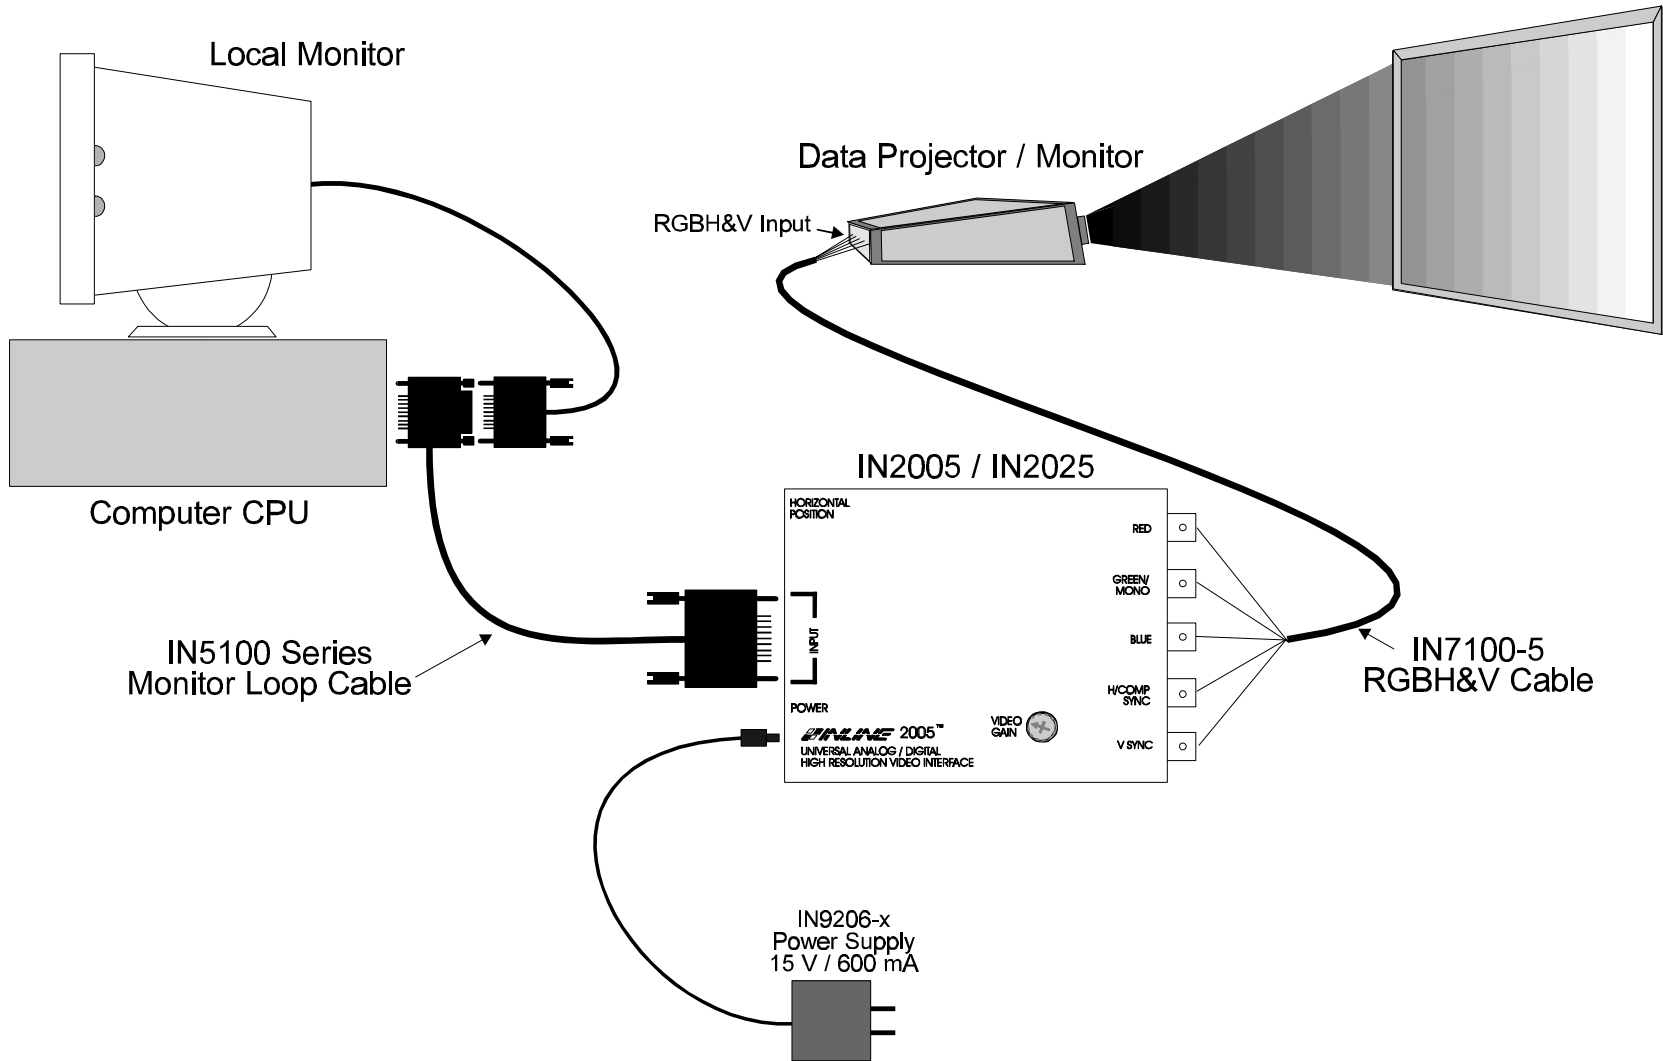 Local Monitor
Data Projector / Monitor
RGBH&V Input
Computer CPU
IN2005 / IN2025
HORIZONTAL
POSITION
RED
GREEN/
MONO
BLUE
H/COMP
SYNC
V SYNC
INPUT
POWER
VIDEO
GAIN
INLINE 2005™
UNIVERSAL ANALOG / DIGITAL
HIGH RESOLUTION VIDEO INTERFACE
IN5100 Series
Monitor Loop Cable
IN7100-5
RGBH&V Cable
IN9206-x
Power Supply
15 V / 600 mA